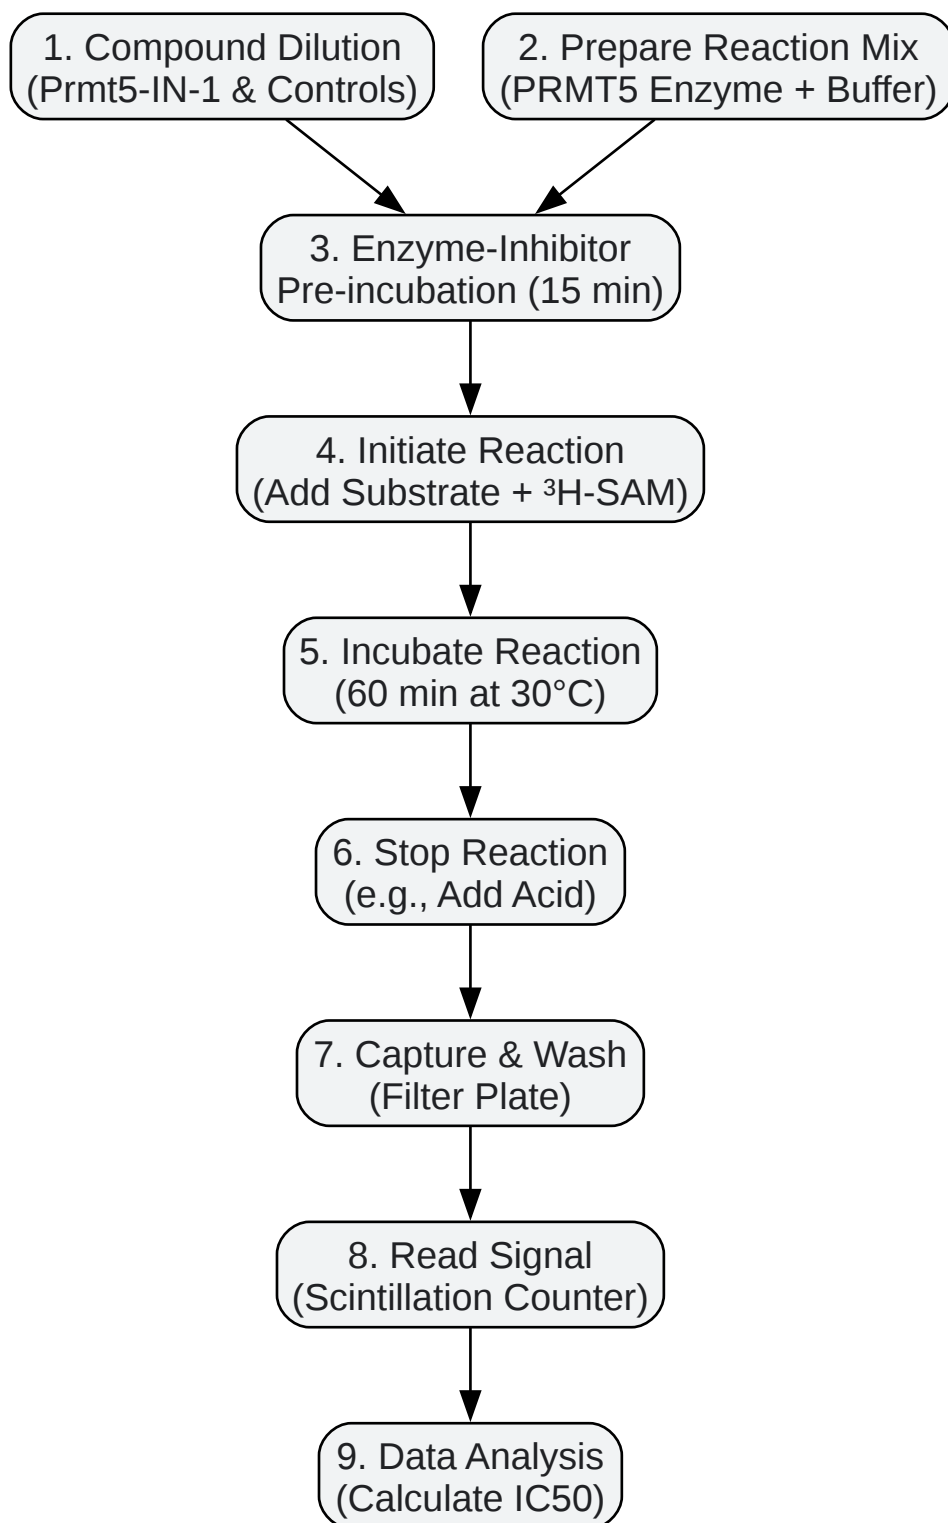 1. Compound Dilution
(Prmt5-IN-1 & Controls)
2. Prepare Reaction Mix
(PRMT5 Enzyme + Buffer)
3. Enzyme-Inhibitor
Pre-incubation (15 min)
4. Initiate Reaction
(Add Substrate + ³H-SAM)
5. Incubate Reaction
(60 min at 30°C)
6. Stop Reaction
(e.g., Add Acid)
7. Capture & Wash
(Filter Plate)
8. Read Signal
(Scintillation Counter)
9. Data Analysis
(Calculate IC50)